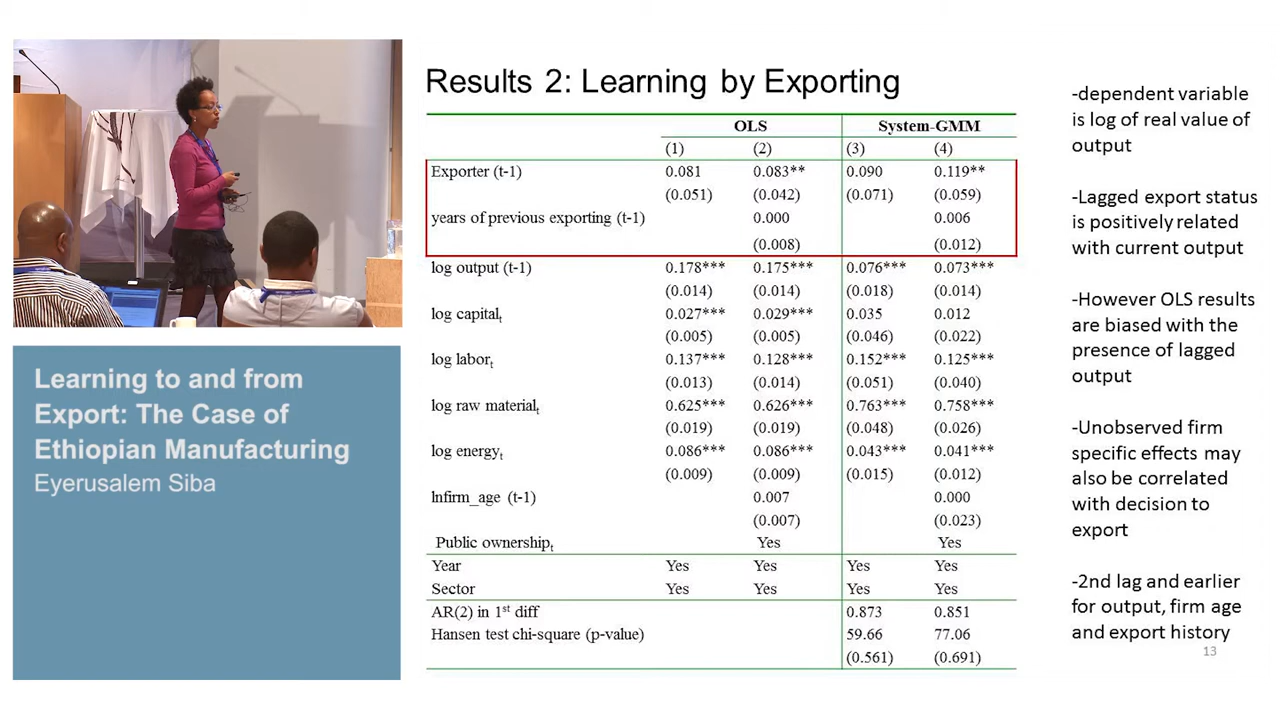 Results 2: Learning by Exporting
OLS System-GMM
(1) (2) (3) (4)
Exporter (t-1) 0.081 0.083** 0.090 0.119**
(0.051) (0.042) (0.071) (0.059)
years of previous exporting (t-1) 0.000 0.006
(0.008) (0.012)
log output (t-1) 0.178*** 0.175*** 0.076*** 0.073***
(0.014) (0.014) (0.018) (0.014)
log capitalt 0.027*** 0.029*** 0.035 0.012
(0.005) (0.005) (0.046) (0.022)
log labort 0.137*** 0.128*** 0.152*** 0.125***
(0.013) (0.014) (0.051) (0.040)
log raw materialt 0.625*** 0.626*** 0.763*** 0.758***
(0.019) (0.019) (0.048) (0.026)
log energyt 0.086*** 0.086*** 0.043*** 0.041***
(0.009) (0.009) (0.015) (0.012)
lnfirm_age (t-1) 0.007 0.000
(0.007) (0.023)
Public ownershipt Yes Yes
Year Yes Yes Yes Yes
Sector Yes Yes Yes Yes
AR(2) in 1st diff 0.873 0.851
Hansen test chi-square (p-value) 59.66 77.06
(0.561) (0.691)
-dependent variable
is log of real value of
output
-Lagged export status
is positively related
with current output
-However OLS results
are biased with the
presence of lagged
output
-Unobserved firm
specific effects may
also be correlated
with decision to
export
-2nd lag and earlier
for output, firm age
and export history
13
Learning to and from
Export: The Case of
Ethiopian Manufacturing
Eyerusalem Siba